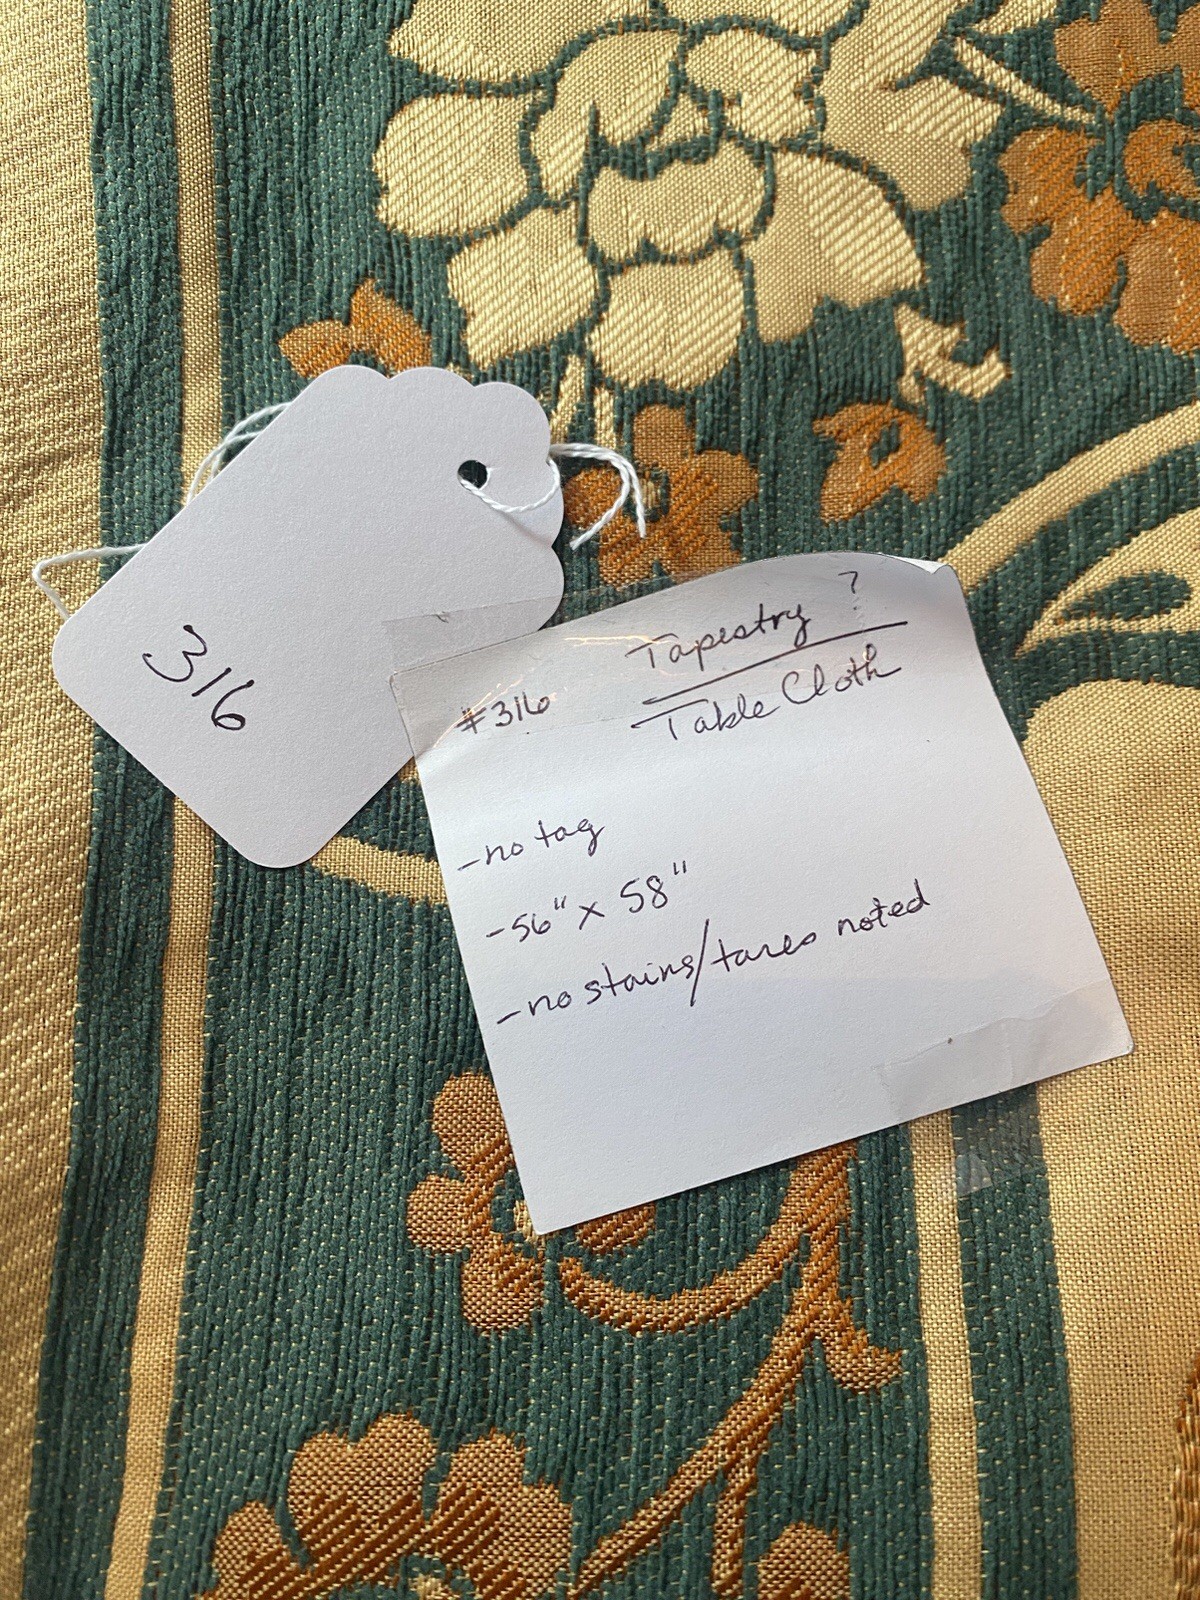 316
Tapestry ?
#316
Table Cloth
-no tag
-56" x 58"
-no stains/tares noted